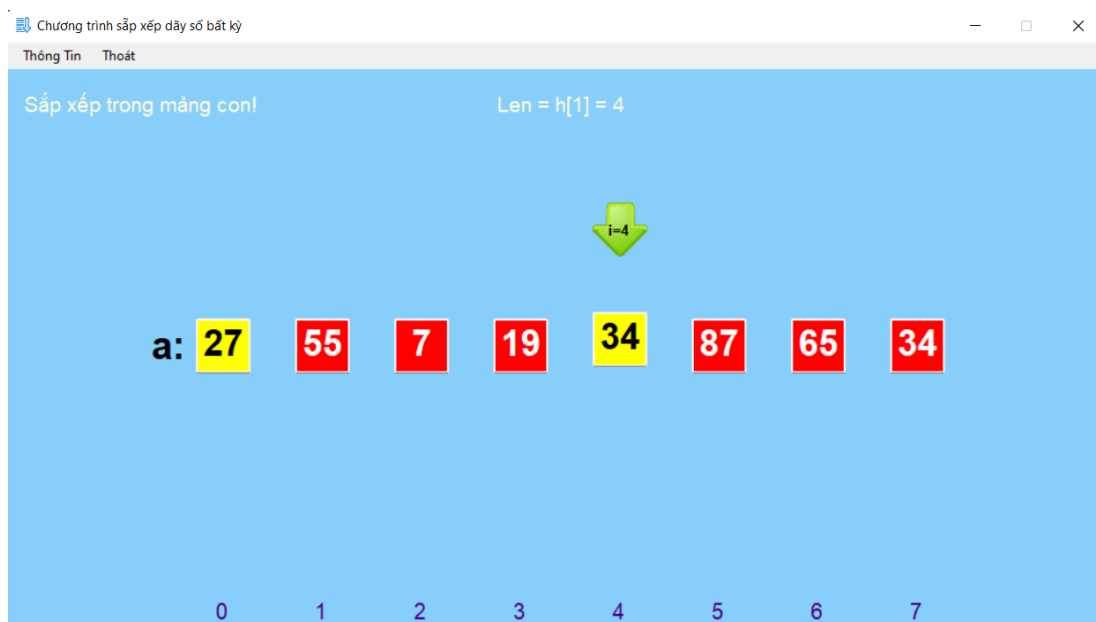 Chương trình sắp xếp dãy số bất kỳ
Thông Tin Thoát
Sắp xếp trong mảng con! Len = h[1] = 4
i=4
a: 27 55 7 19 34 87 65 34
0 1 2 3 4 5 6 7